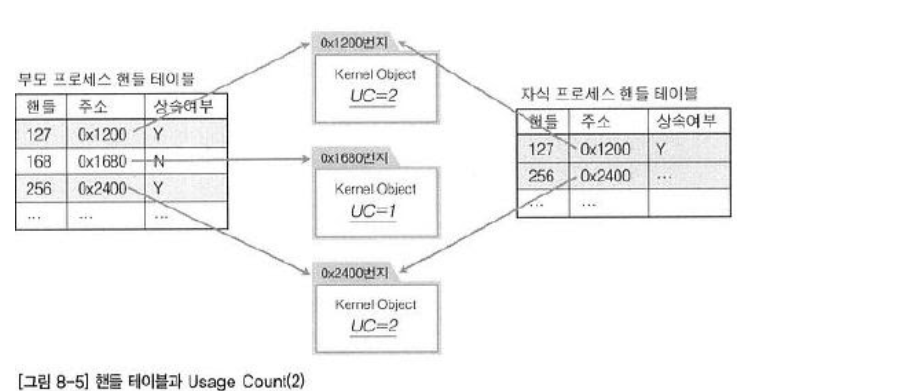 부모 프로세스 핸들 테이블
핸들 주소 상속여부
127 0x1200 Y
168 0x1680 N
256 0x2400 Y
... ... ...
0x1200번지
Kernel Object
UC=2
0x1680번지
Kernel Object
UC=1
0x2400번지
Kernel Object
UC=2
자식 프로세스 핸들 테이블
핸들 주소 상속여부
127 0x1200 Y
256 0x2400 ...
... ...
[그림 8-5] 핸들 테이블과 Usage Count(2)